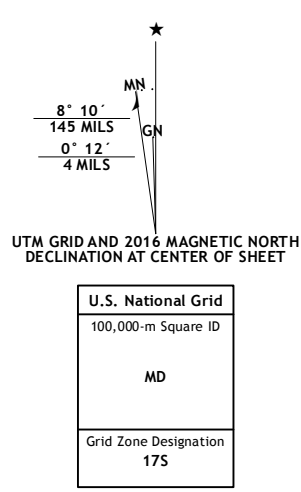 MN
8° 10´
145 MILS
GN
0° 12´
4 MILS
UTM GRID AND 2016 MAGNETIC NORTH
DECLINATION AT CENTER OF SHEET
U.S. National Grid
100,000-m Square ID
MD
Grid Zone Designation
17S